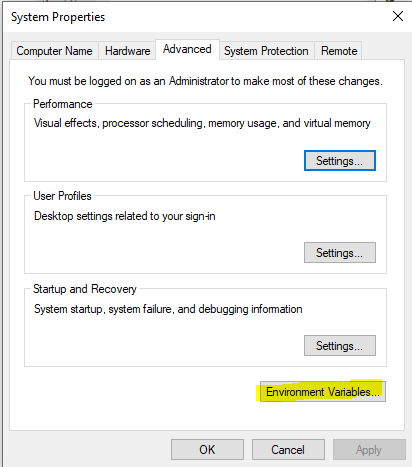 System Properties
Computer Name Hardware Advanced System Protection Remote
You must be logged on as an Administrator to make most of these changes.
Performance
Visual effects, processor scheduling, memory usage, and virtual memory
Settings...
User Profiles
Desktop settings related to your sign-in
Settings...
Startup and Recovery
System startup, system failure, and debugging information
Settings...
Environment Variables...
OK Cancel Apply